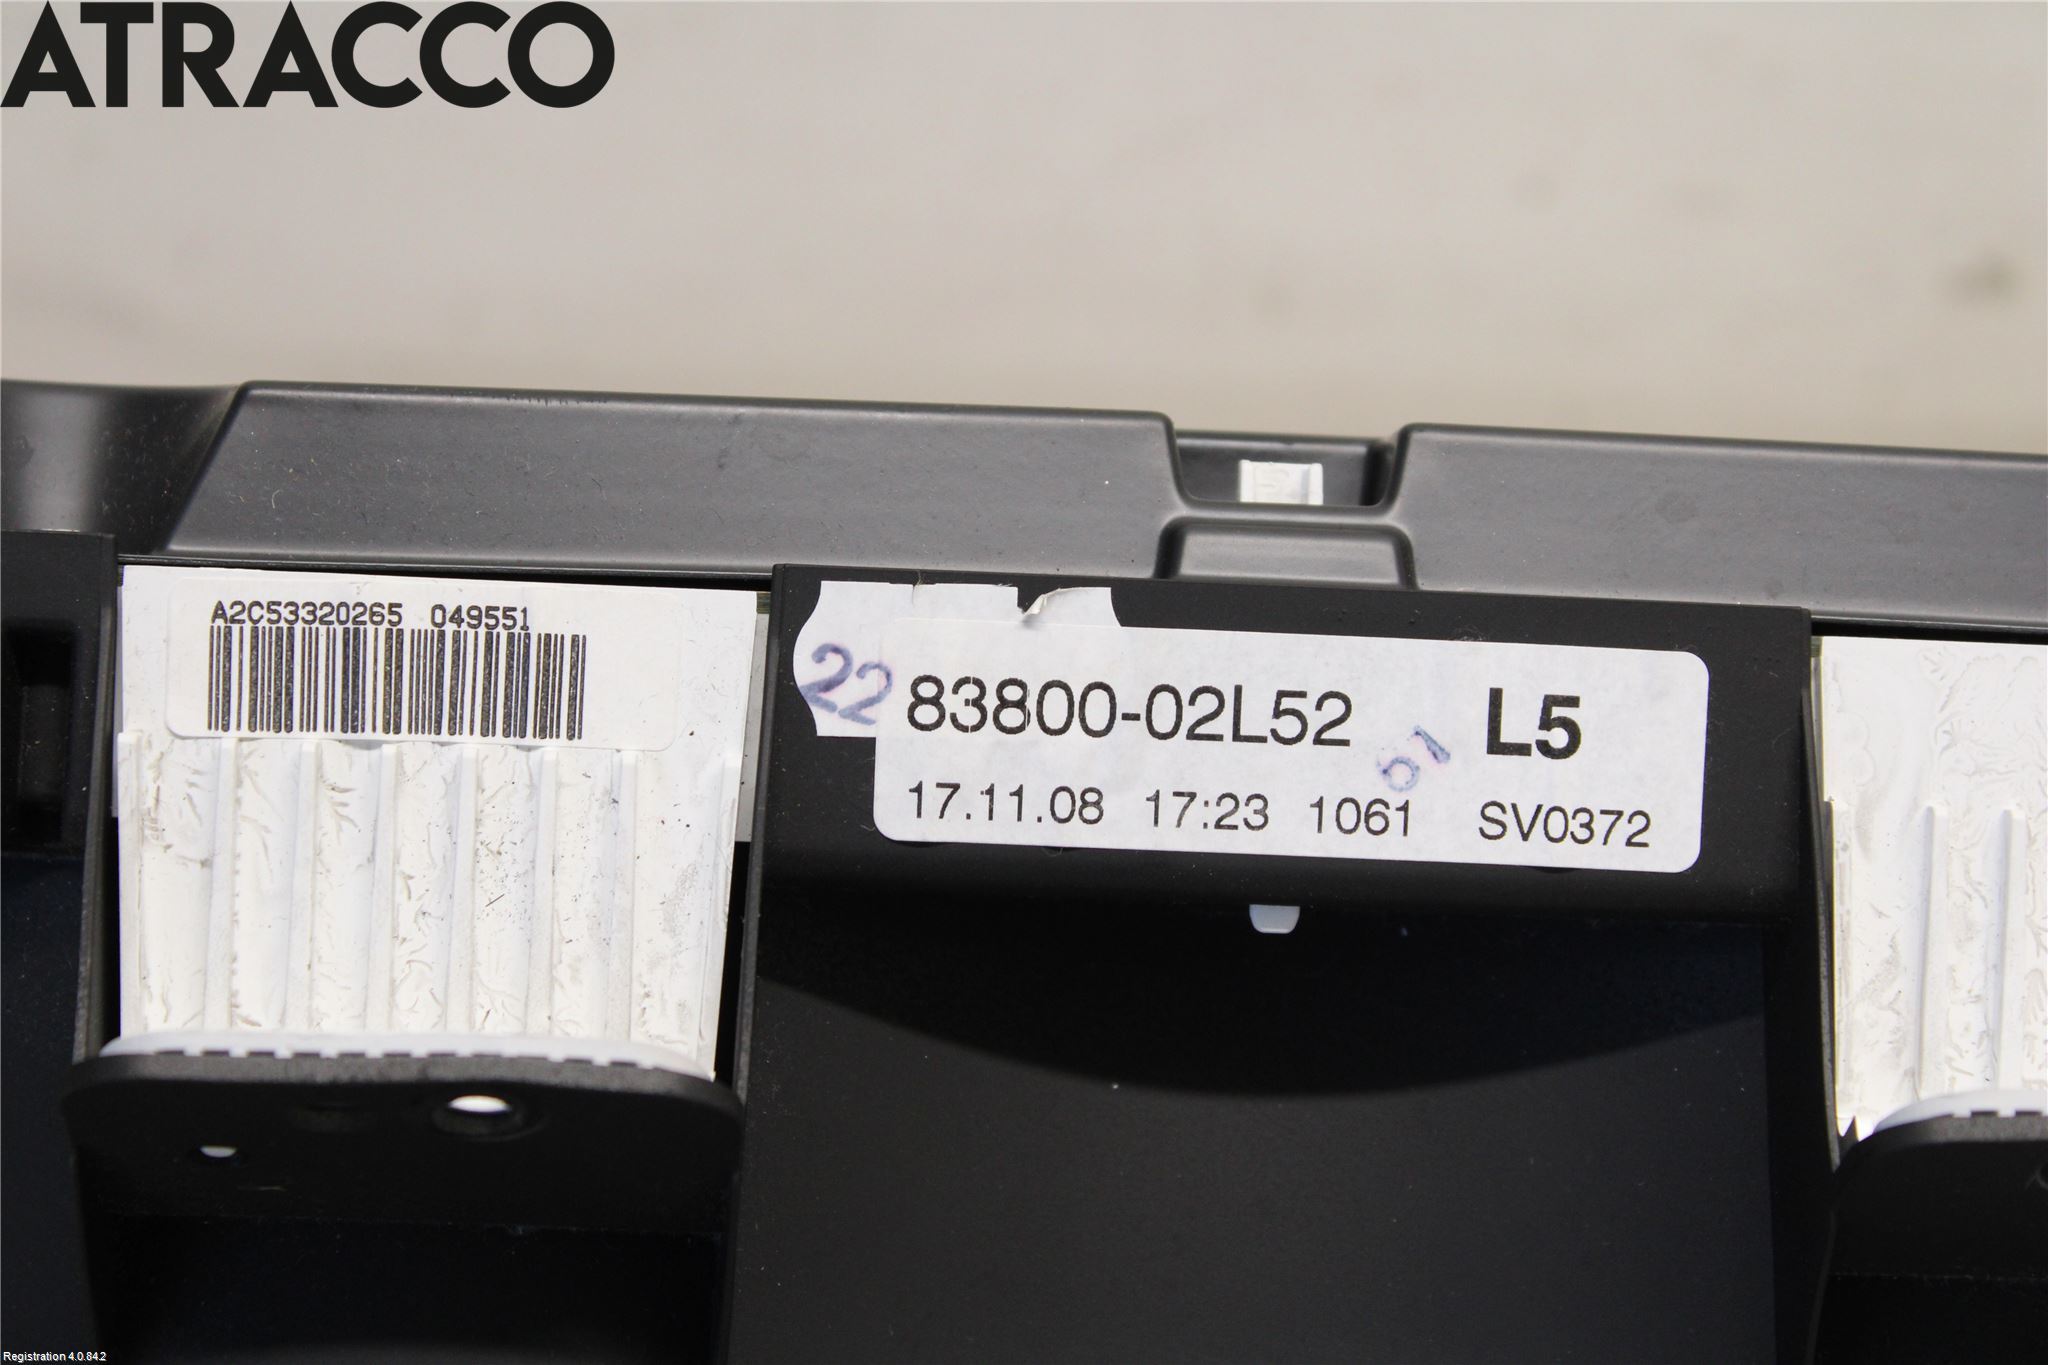 ATRACCO
A2C53320265 049551
22
83800-02L52 L5
61
17.11.08 17:23 1061 SV0372
Registration 4.0.84.2